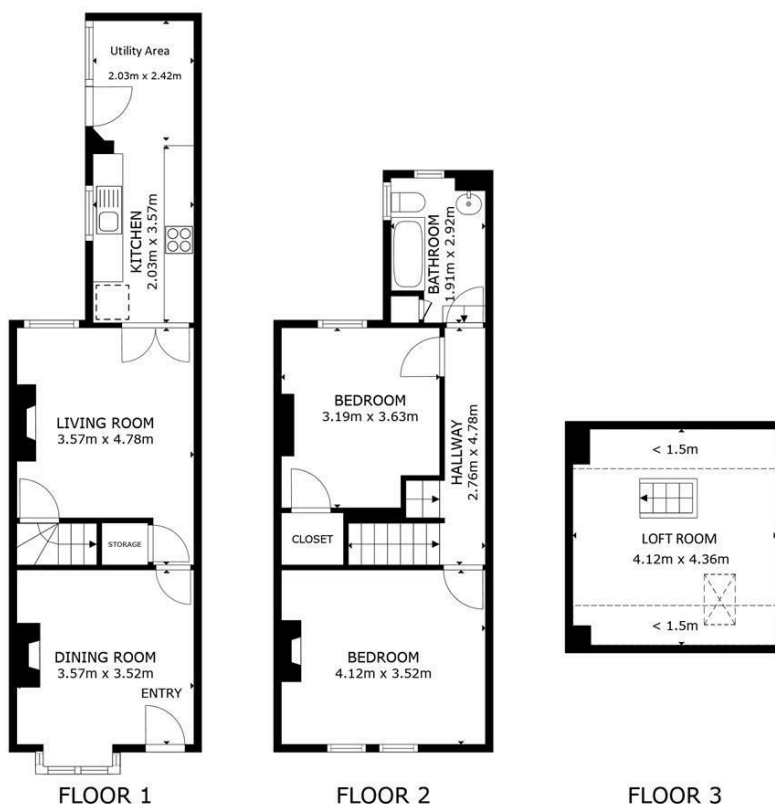 Utility Area
2.03m x 2.42m
KITCHEN
2.03m x 3.57m
LIVING ROOM
3.57m x 4.78m
STORAGE
DINING ROOM
3.57m x 3.52m
ENTRY
FLOOR 1
BATHROOM
1.91m x 2.92m
BEDROOM
3.19m x 3.63m
HALLWAY
2.76m x 4.78m
CLOSET
BEDROOM
4.12m x 3.52m
FLOOR 2
< 1.5m
LOFT ROOM
4.12m x 4.36m
< 1.5m
FLOOR 3